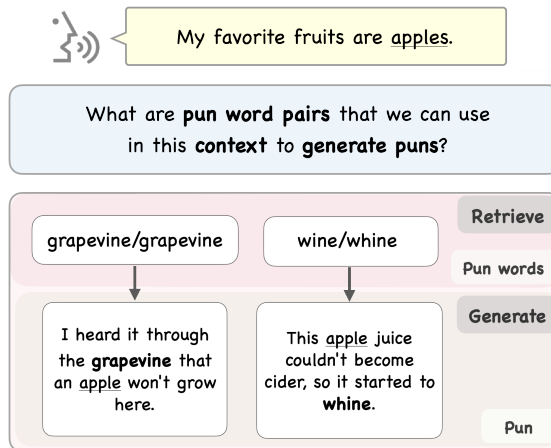 My favorite fruits are apples.
What are pun word pairs that we can use
in this context to generate puns?
Retrieve
grapevine/grapevine
wine/whine
Pun words
Generate
I heard it through
the grapevine that
an apple won't grow
here.
This apple juice
couldn't become
cider, so it started to
whine.
Pun